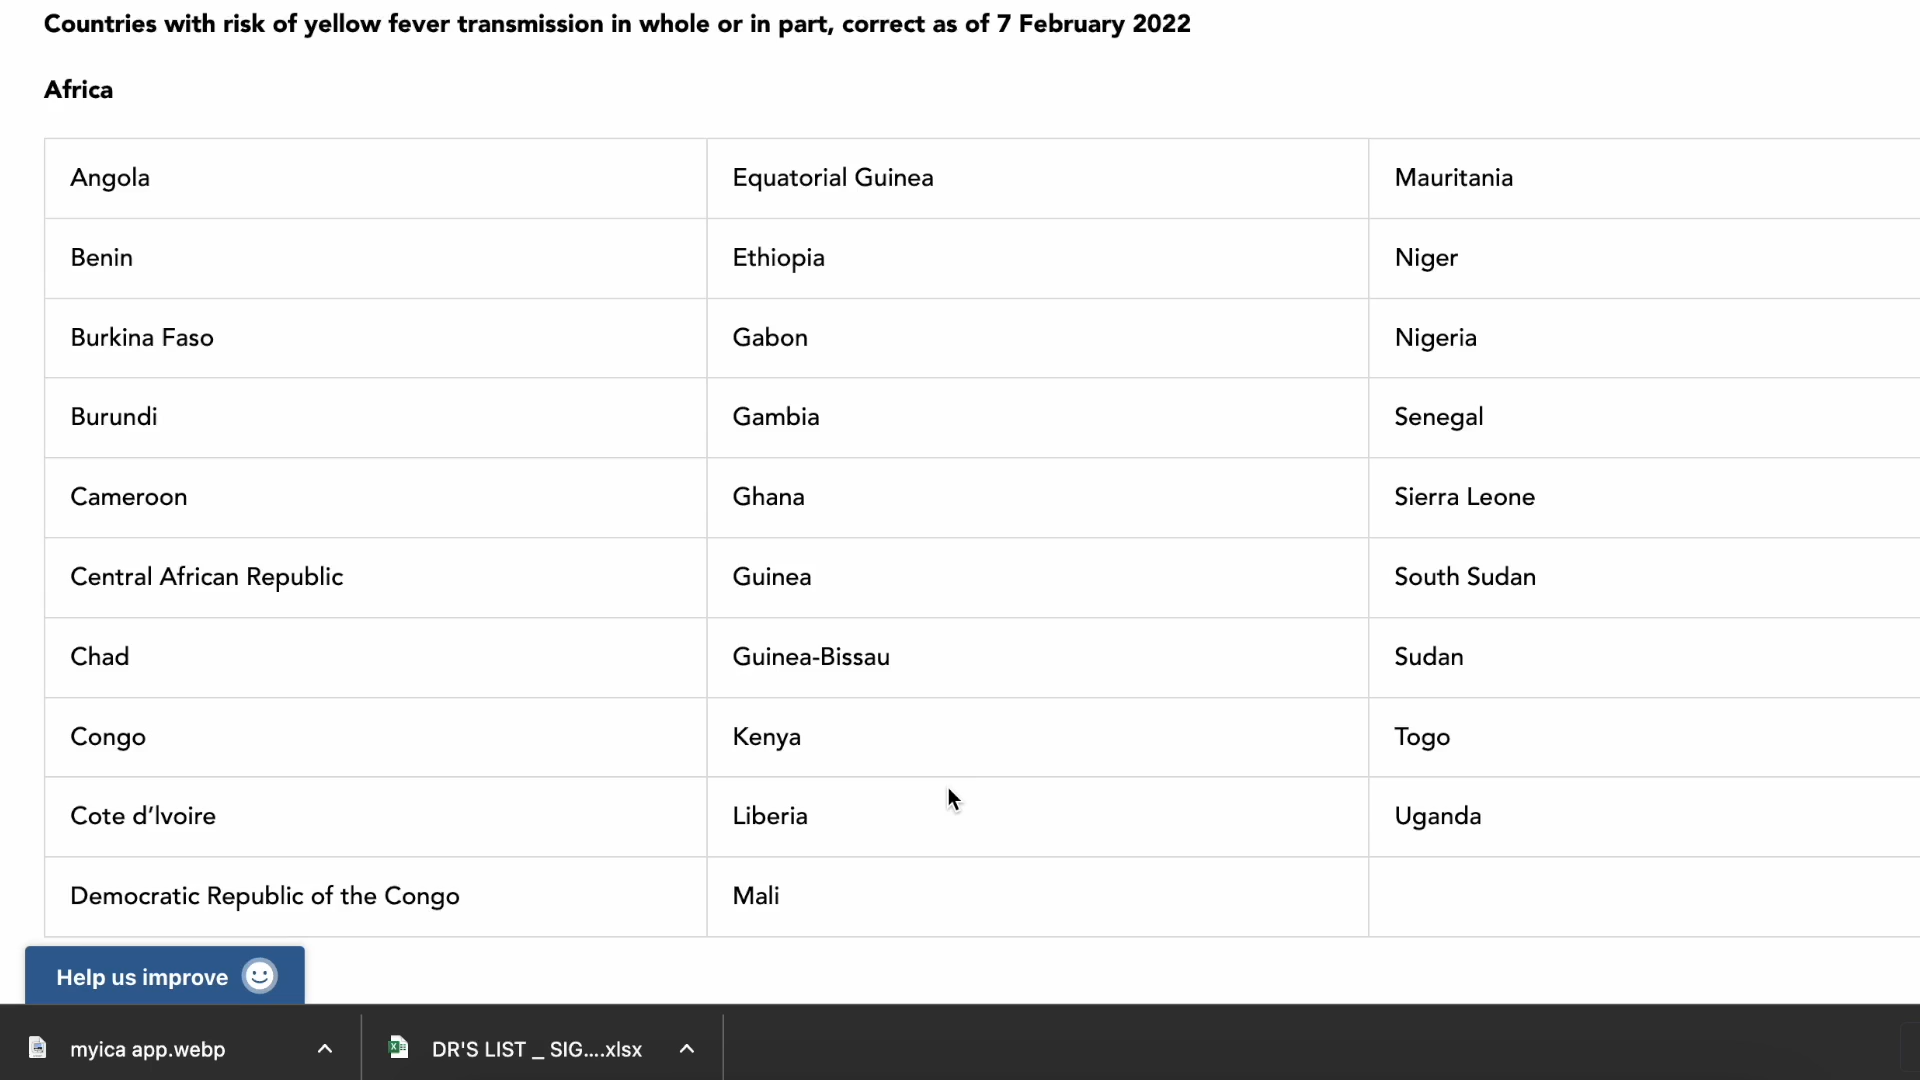 Countries with risk of yellow fever transmission in whole or in part, correct as of 7 February 2022
Africa
Angola Equatorial Guinea Mauritania
Benin Ethiopia Niger
Burkina Faso Gabon Nigeria
Burundi Gambia Senegal
Cameroon Ghana Sierra Leone
Central African Republic Guinea South Sudan
Chad Guinea-Bissau Sudan
Congo Kenya Togo
Cote d’Ivoire Liberia Uganda
Democratic Republic of the Congo Mali
Help us improve
myica app.webp DR'S LIST _ SIG....xlsx